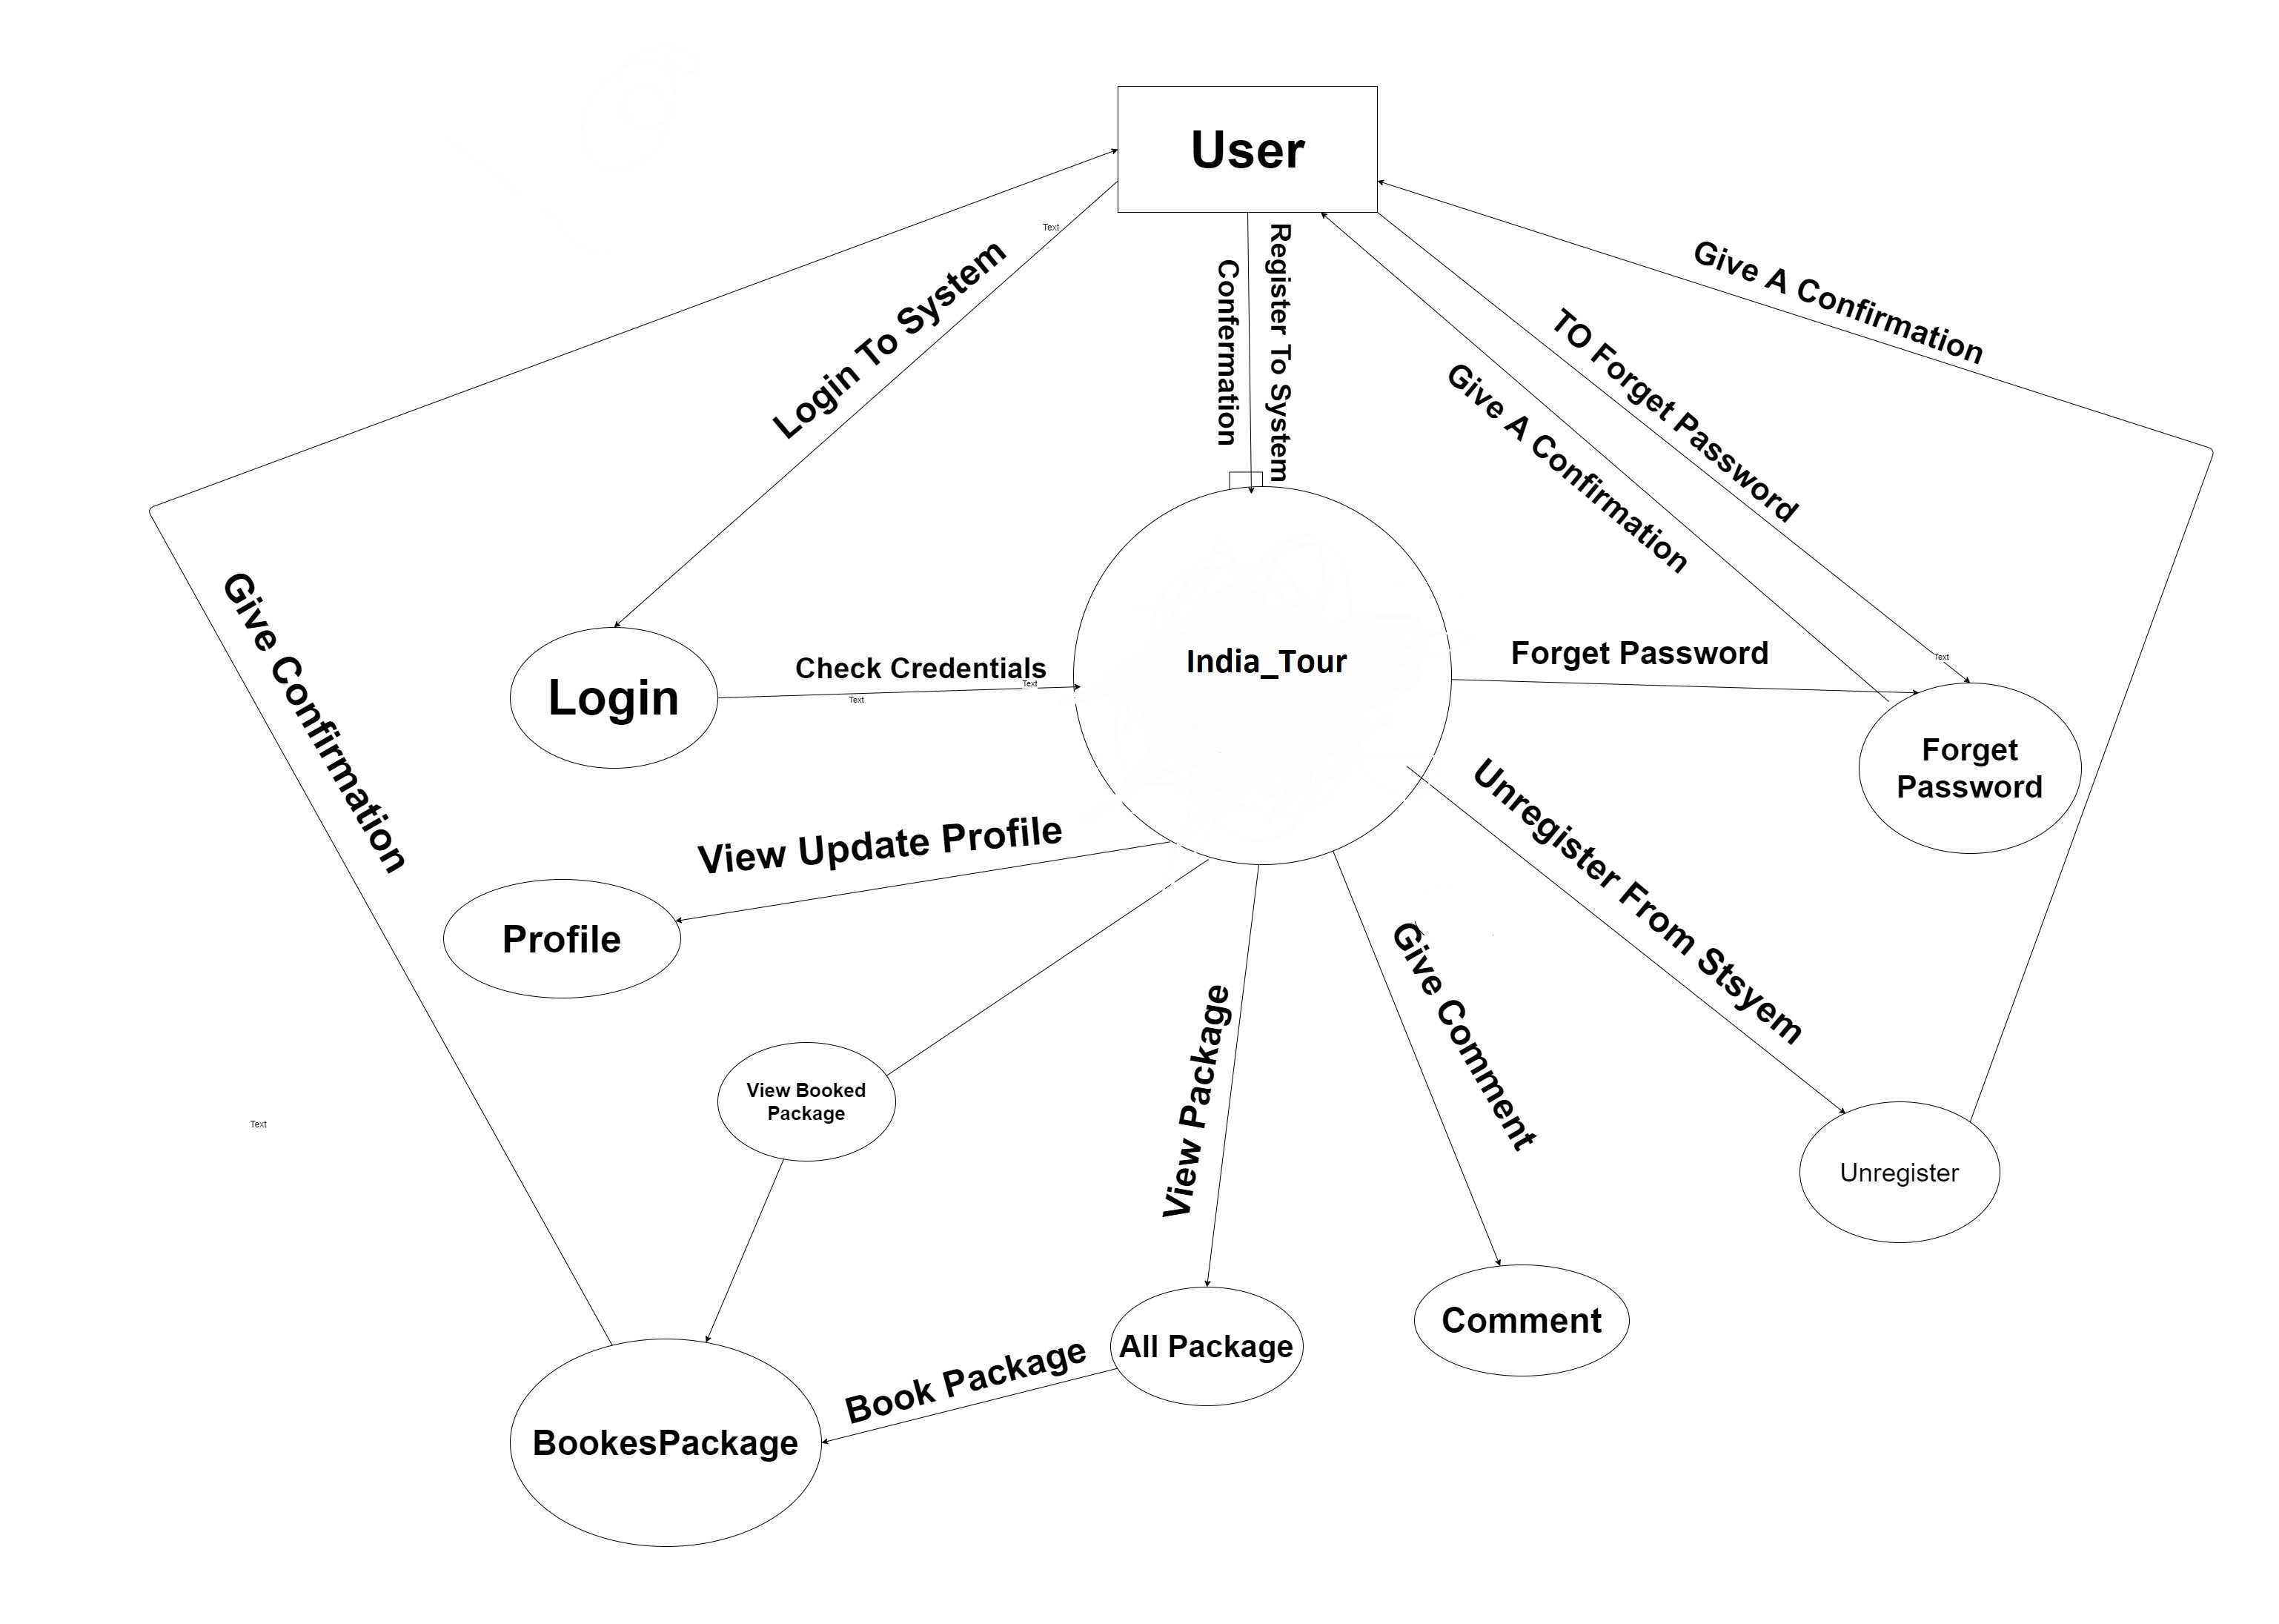 User
Text
Give A Confirmation
Login To System
Confermation
Register To System
TO Forget Password
Give A Confirmation
Give Confirmation
Login
Check Credentials
Text
Text
India_Tour
Forget Password
Text
Forget
Password
View Update Profile
Unregister From Stsyem
Profile
Give Comment
View Package
View Booked
Package
Text
Unregister
Comment
All Package
Book Package
BookesPackage